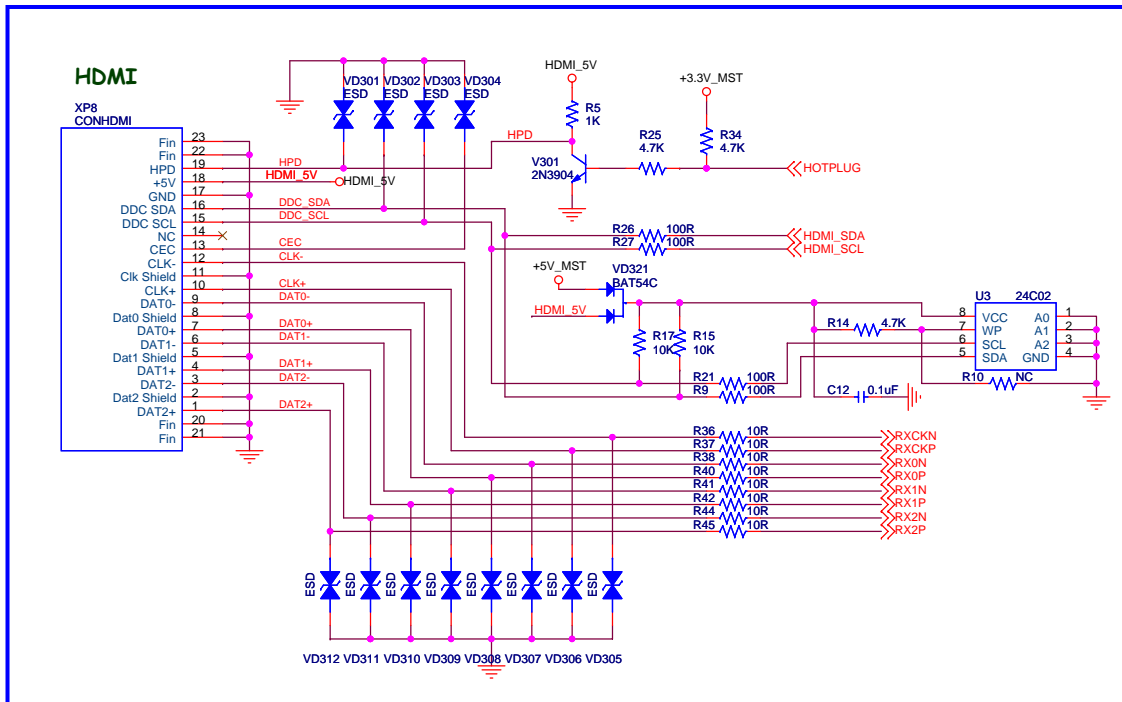 HDMI
XP8
CONHDMI
Fin 23
Fin 22
HPD 19
+5V 18
GND 17
DDC SDA 16
DDC SCL 15
NC 14
CEC 13
CLK- 12
Clk Shield 11
CLK+ 10
DAT0- 9
Dat0 Shield 8
DAT0+ 7
DAT1- 6
Dat1 Shield 5
DAT1+ 4
DAT2- 3
Dat2 Shield 2
DAT2+ 1
Fin 20
Fin 21
VD301 VD302 VD303 VD304
ESD ESD ESD ESD
HPD
HDMI_5V
HDMI_5V
DDC_SDA
DDC_SCL
CEC
CLK-
CLK+
DAT0-
DAT0+
DAT1-
DAT1+
DAT2-
DAT2+
HDMI_5V
R5
1K
HPD
V301
2N3904
R25
4.7K
+3.3V_MST
R34
4.7K
HOTPLUG
R26 100R HDMI_SDA
R27 100R HDMI_SCL
+5V_MST
VD321
BAT54C
HDMI_5V
R17
10K
R15
10K
R14 4.7K
R21 100R
R9 100R
C12 0.1uF
R10 NC
U3 24C02
8 VCC A0 1
7 WP A1 2
6 SCL A2 3
5 SDA GND 4
R36 10R RXCKN
R37 10R RXCKP
R38 10R RX0N
R40 10R RX0P
R41 10R RX1N
R42 10R RX1P
R44 10R RX2N
R45 10R RX2P
ESD ESD ESD ESD ESD ESD ESD ESD
VD312 VD311 VD310 VD309 VD308 VD307 VD306 VD305